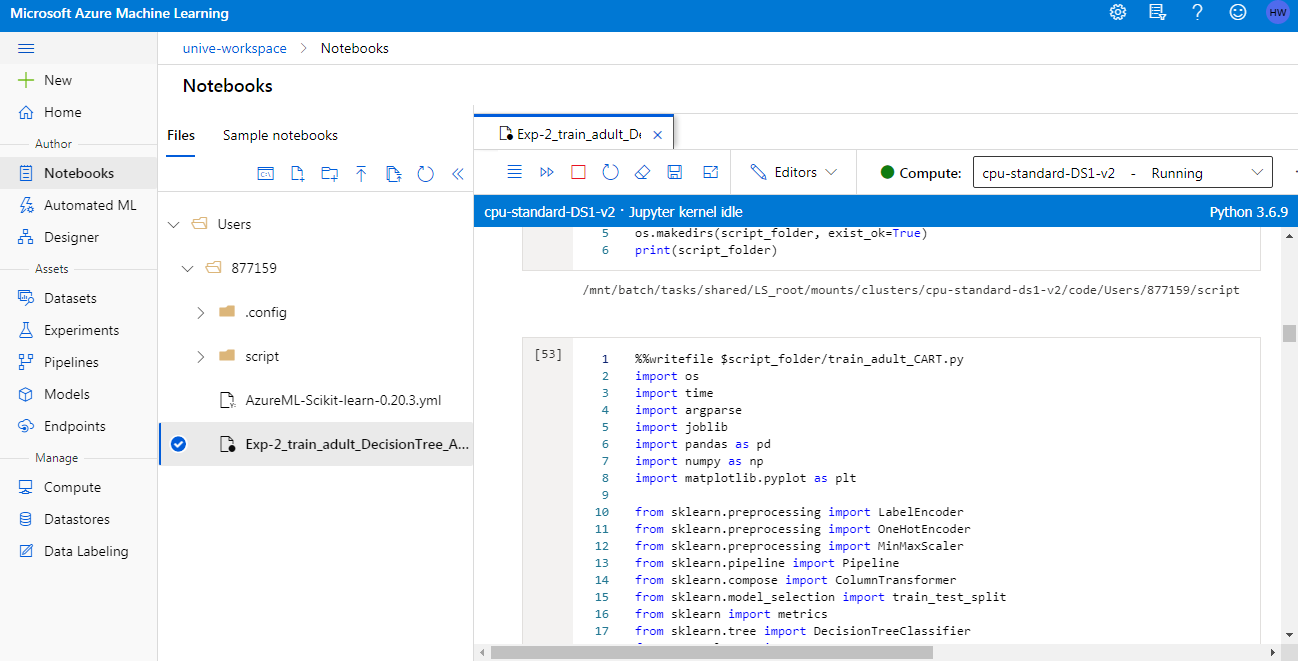 Microsoft Azure Machine Learning
HW
unive-workspace > Notebooks
Notebooks
New
Home
Author
Notebooks
Automated ML
Designer
Assets
Datasets
Experiments
Pipelines
Models
Endpoints
Manage
Compute
Datastores
Data Labeling
Files Sample notebooks
Users
877159
.config
script
AzureML-Scikit-learn-0.20.3.yml
Exp-2_train_adult_DecisionTree_A...
Exp-2_train_adult_De
Editors
Compute: cpu-standard-DS1-v2 - Running
cpu-standard-DS1-v2 · Jupyter kernel idle Python 3.6.9
5 os.makedirs(script_folder, exist_ok=True)
6 print(script_folder)
/mnt/batch/tasks/shared/LS_root/mounts/clusters/cpu-standard-ds1-v2/code/Users/877159/script
[53]
1 %%writefile $script_folder/train_adult_CART.py
2 import os
3 import time
4 import argparse
5 import joblib
6 import pandas as pd
7 import numpy as np
8 import matplotlib.pyplot as plt
9
10 from sklearn.preprocessing import LabelEncoder
11 from sklearn.preprocessing import OneHotEncoder
12 from sklearn.preprocessing import MinMaxScaler
13 from sklearn.pipeline import Pipeline
14 from sklearn.compose import ColumnTransformer
15 from sklearn.model_selection import train_test_split
16 from sklearn import metrics
17 from sklearn.tree import DecisionTreeClassifier